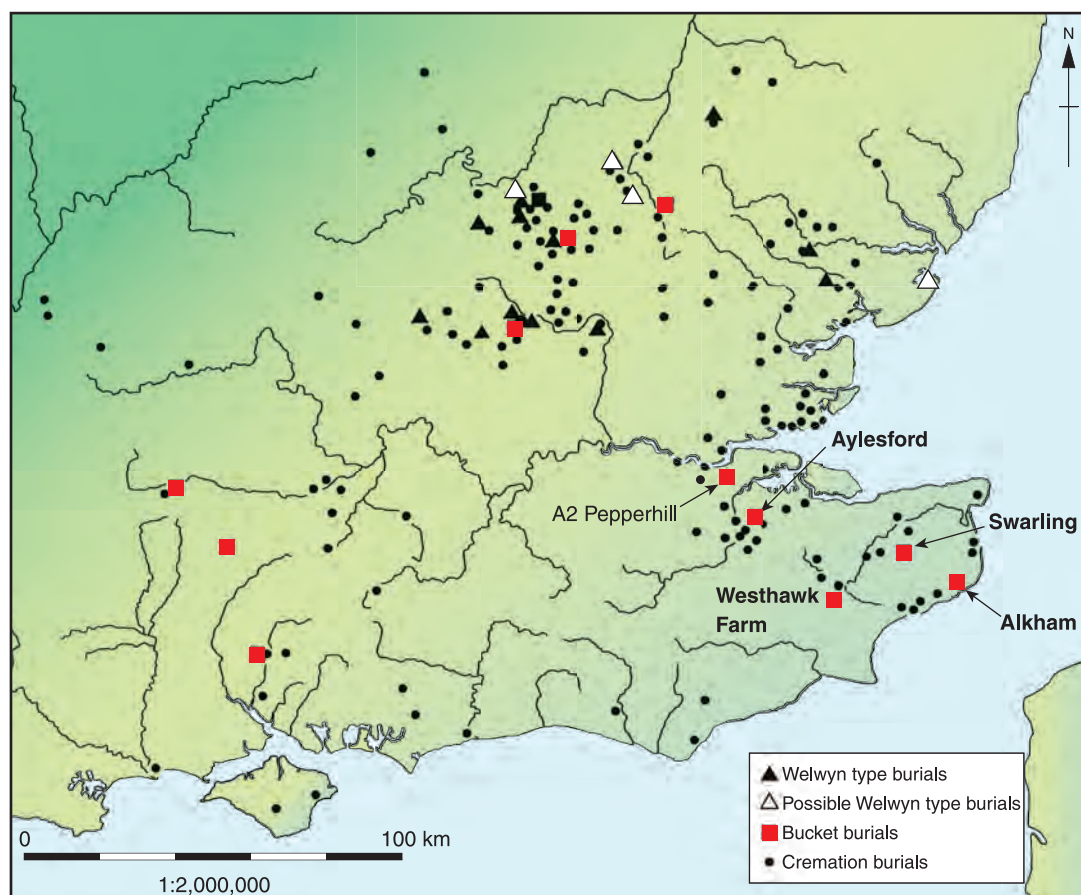 N
Aylesford
A2 Pepperhill
Swarling
Westhawk
Farm
Alkham
Welwyn type burials
Possible Welwyn type burials
Bucket burials
Cremation burials
0 100 km
1:2,000,000